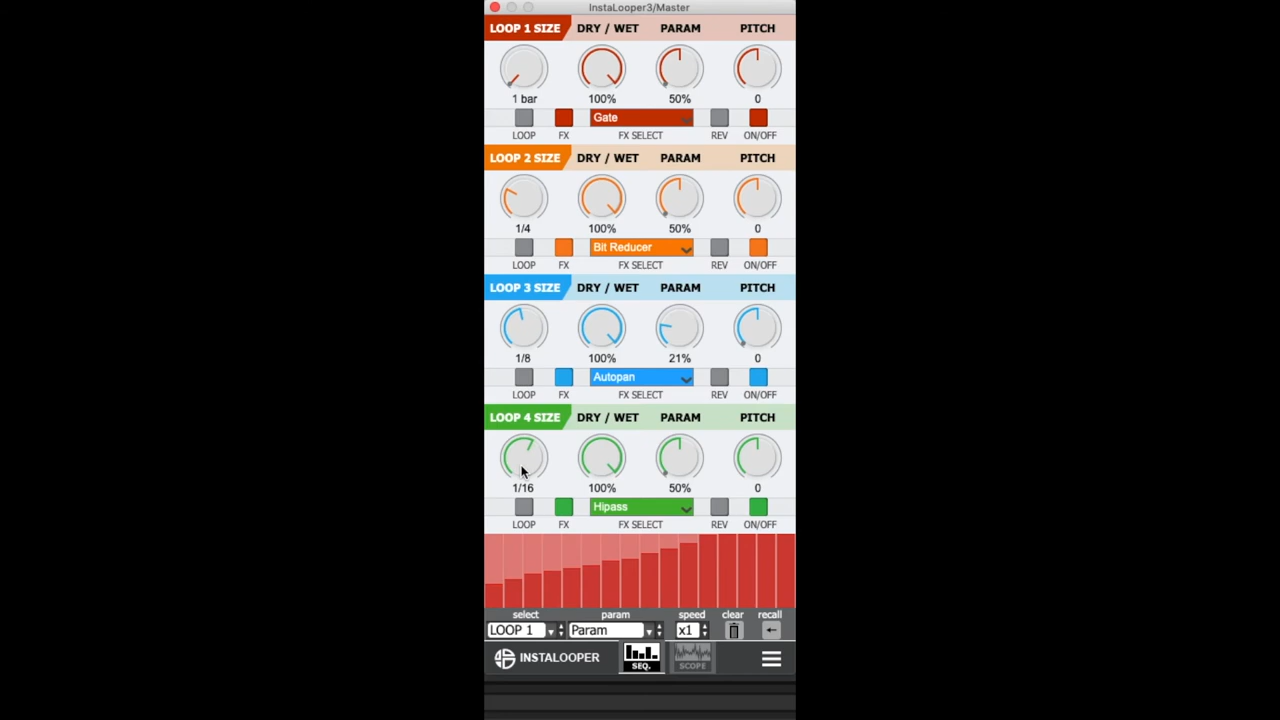 InstaLooper3/Master
LOOP 1 SIZE DRY / WET PARAM PITCH
1 bar 100% 50% 0
Gate
LOOP FX FX SELECT REV ON/OFF
LOOP 2 SIZE DRY / WET PARAM PITCH
1/4 100% 50% 0
Bit Reducer
LOOP FX FX SELECT REV ON/OFF
LOOP 3 SIZE DRY / WET PARAM PITCH
1/8 100% 21% 0
Autopan
LOOP FX FX SELECT REV ON/OFF
LOOP 4 SIZE DRY / WET PARAM PITCH
1/16 100% 50% 0
Hipass
LOOP FX FX SELECT REV ON/OFF
select param speed clear recall
LOOP 1 Param x1
INSTALOOPER SEQ. SCOPE